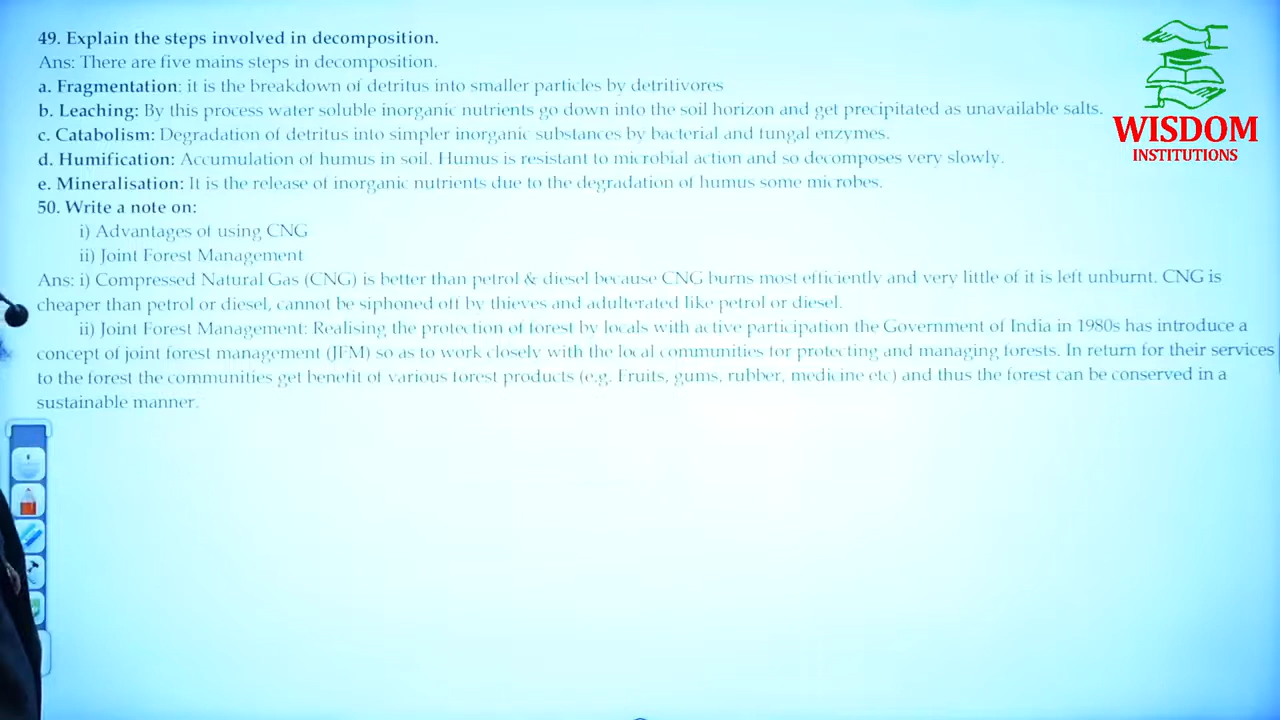 49. Explain the steps involved in decomposition.
Ans: There are five mains steps in decomposition.
a. Fragmentation: it is the breakdown of detritus into smaller particles by detritivores
b. Leaching: By this process water soluble inorganic nutrients go down into the soil horizon and get precipitated as unavailable salts.
c. Catabolism: Degradation of detritus into simpler inorganic substances by bacterial and fungal enzymes.
d. Humification: Accumulation of humus in soil. Humus is resistant to microbial action and so decomposes very slowly.
e. Mineralisation: It is the release of inorganic nutrients due to the degradation of humus some microbes.
50. Write a note on:
i) Advantages of using CNG
ii) Joint Forest Management
Ans: i) Compressed Natural Gas (CNG) is better than petrol & diesel because CNG burns most efficiently and very little of it is left unburnt. CNG is
cheaper than petrol or diesel, cannot be siphoned off by thieves and adulterated like petrol or diesel.
ii) Joint Forest Management: Realising the protection of forest by locals with active participation the Government of India in 1980s has introduce a
concept of joint forest management (JFM) so as to work closely with the local communities for protecting and managing forests. In return for their services
to the forest the communities get benefit of various forest products (e.g. Fruits, gums, rubber, medicine etc) and thus the forest can be conserved in a
sustainable manner.
WISDOM
INSTITUTIONS